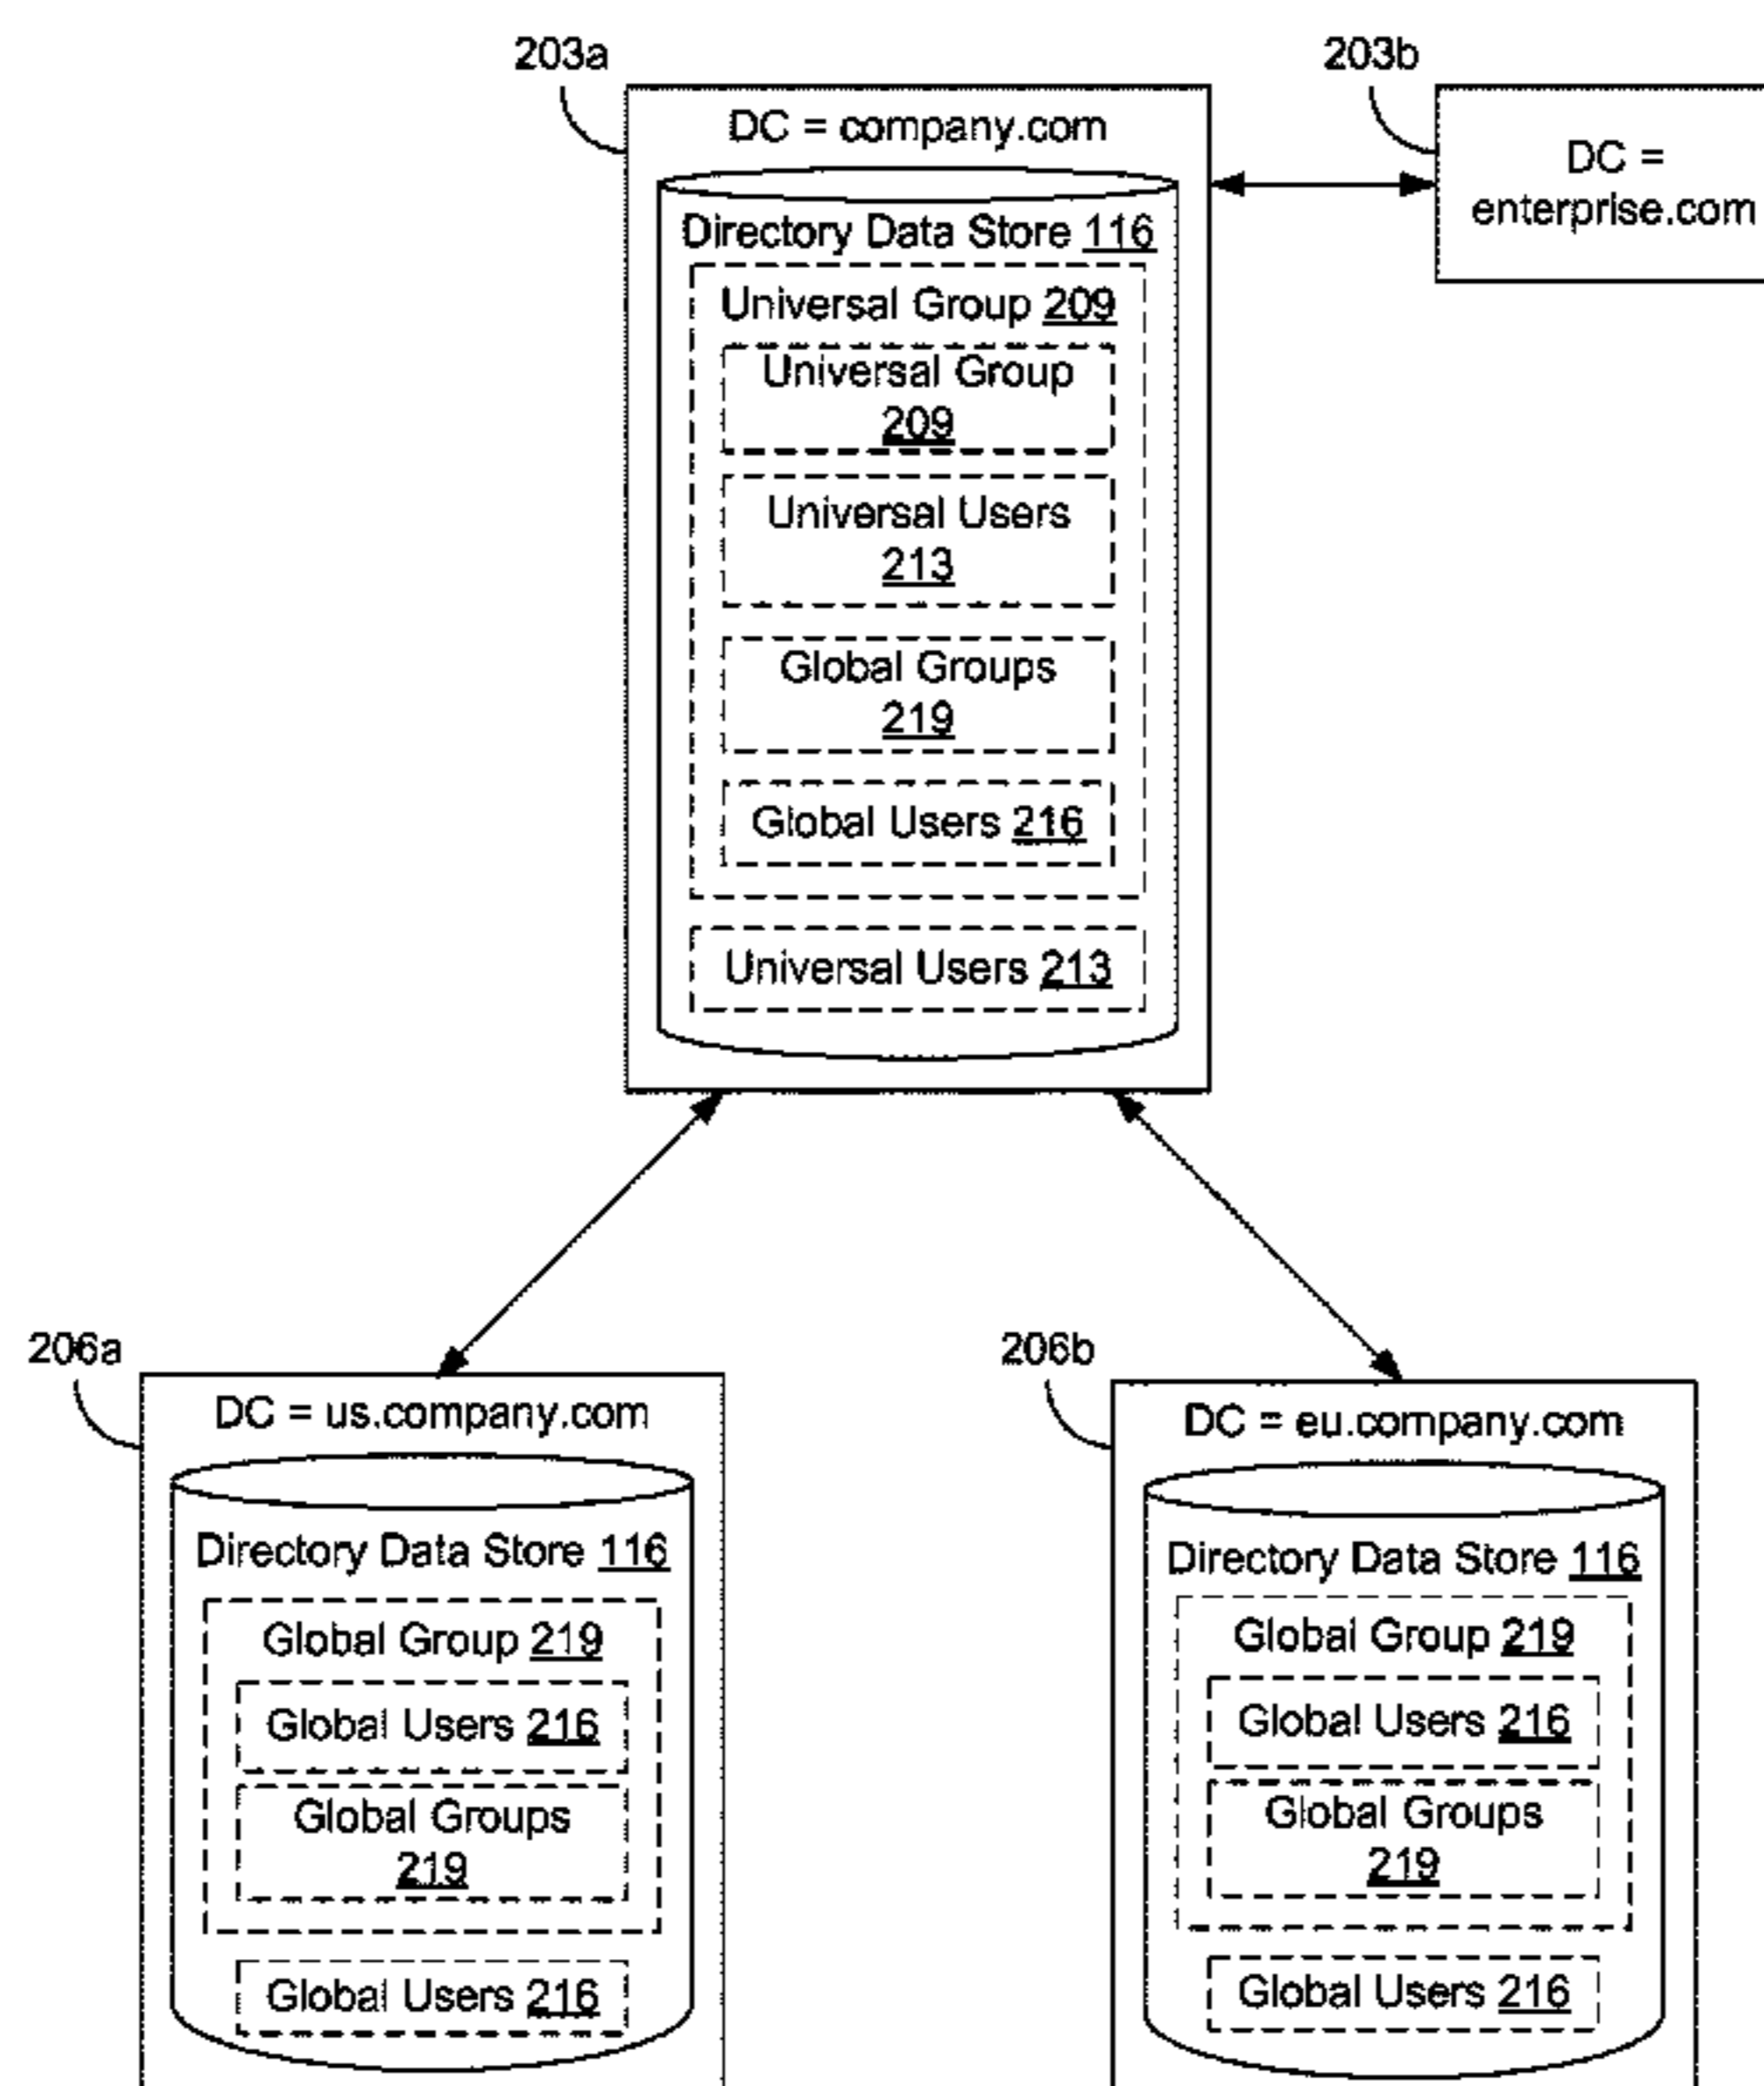 203a
203b
DC = company.com
DC =
enterprise.com
Directory Data Store 116
Universal Group 209
Universal Group
209
Universal Users
213
Global Groups
219
Global Users 216
Universal Users 213
206a
206b
DC = us.company.com
Directory Data Store 116
Global Group 219
Global Users 216
Global Groups
219
Global Users 216
DC = eu.company.com
Directory Data Store 116
Global Group 219
Global Users 216
Global Groups
219
Global Users 216